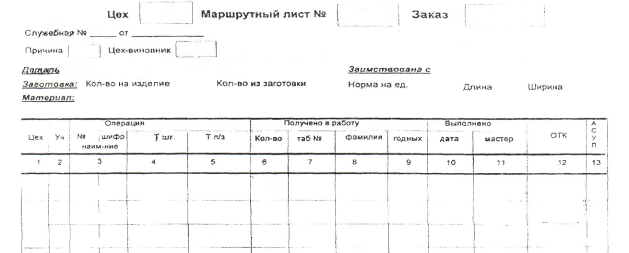 Цех Маршрутный лист № Заказ
Служебная № _____ от ___________
Причина Цех-виновник
Деталь Заимствована с
Заготовка: Кол-во на изделие Кол-во из заготовки Норма на ед. Длина Ширина
Материал:
Операция Получено в работу Выполнено АСУП
Цех Уч № шифр Т шт. Т п/з Кол-во таб № фамилия годных дата мастер ОТК
наим-ние
1 2 3 4 5 6 7 8 9 10 11 12 13